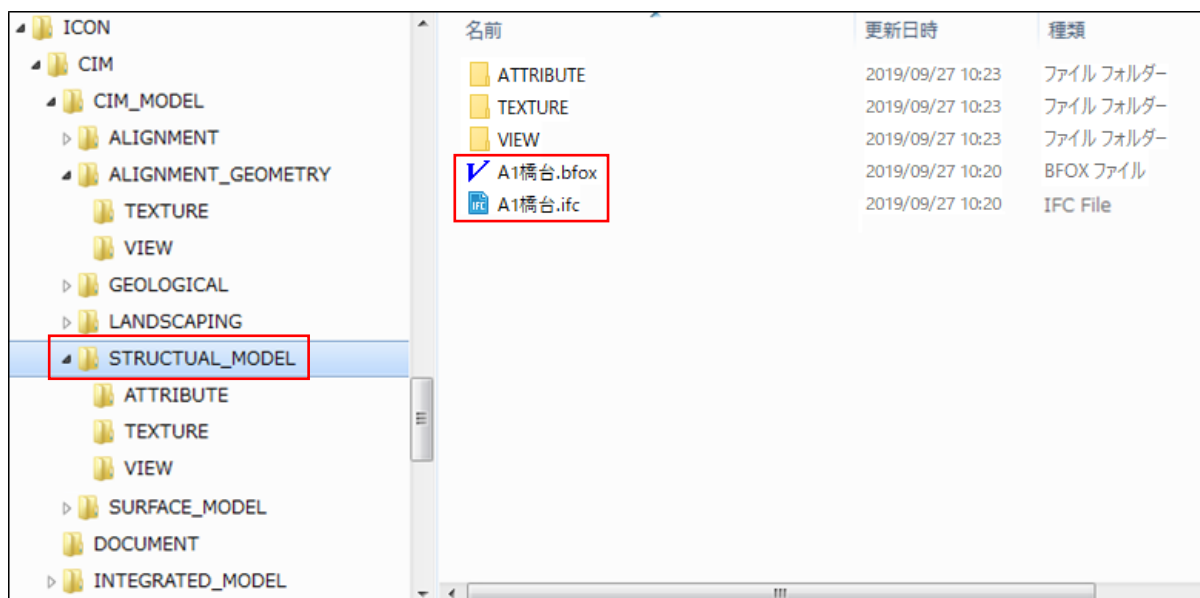 ICON
CIM
CIM_MODEL
ALIGNMENT
ALIGNMENT_GEOMETRY
TEXTURE
VIEW
GEOLOGICAL
LANDSCAPING
STRUCTUAL_MODEL
ATTRIBUTE
TEXTURE
VIEW
SURFACE_MODEL
DOCUMENT
INTEGRATED_MODEL
名前 更新日時 種類
ATTRIBUTE 2019/09/27 10:23 ファイル フォルダー
TEXTURE 2019/09/27 10:23 ファイル フォルダー
VIEW 2019/09/27 10:23 ファイル フォルダー
A1橋台.bfox 2019/09/27 10:20 BFOX ファイル
IFC A1橋台.ifc 2019/09/27 10:20 IFC File